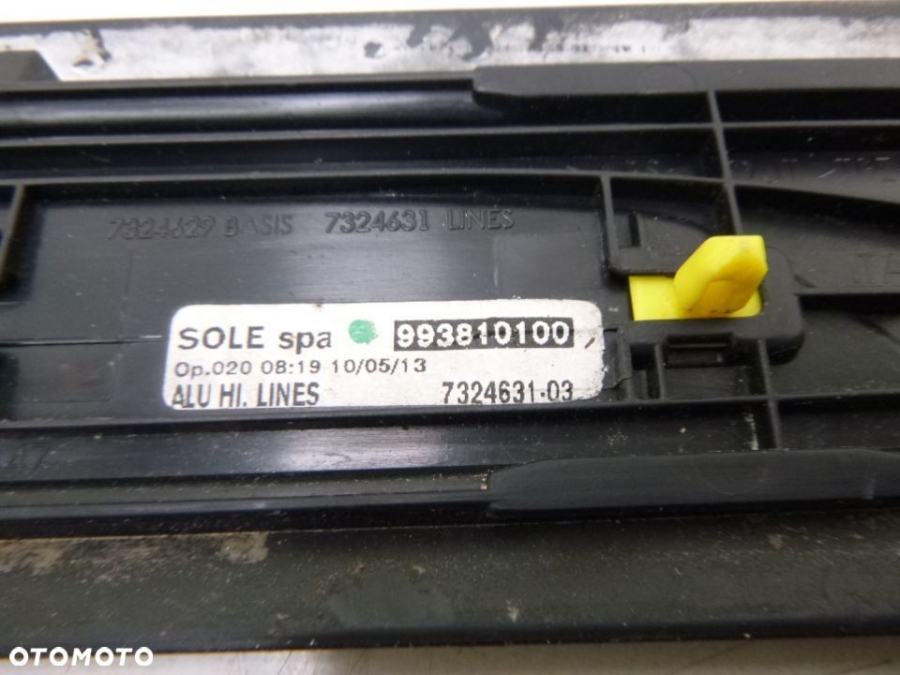 7324629 BASIS 7324631 LINES
SOLE spa 993810100
Op.020 08:19 10/05/13
ALU HI. LINES 7324631-03
OTOMOTO